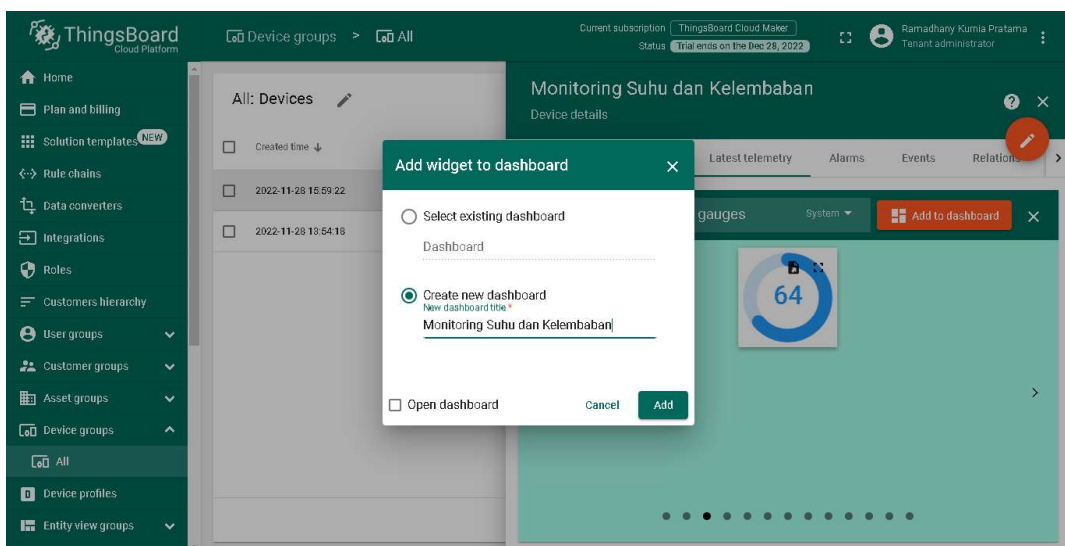 ThingsBoard
Cloud Platform
Device groups > All
Current subscription ThingsBoard Cloud Maker
Status Trial ends on the Dec 28, 2022
Ramadhany Kurnia Pratama
Tenant administrator
Home
Plan and billing
Solution templates NEW
Rule chains
Data converters
Integrations
Roles
Customers hierarchy
User groups
Customer groups
Asset groups
Device groups
All
Device profiles
Entity view groups
All: Devices
Created time
2022-11-28 15:59:22
2022-11-28 13:54:18
Monitoring Suhu dan Kelembaban
Device details
Latest telemetry Alarms Events Relations
gauges System Add to dashboard
64
Add widget to dashboard
Select existing dashboard
Dashboard
Create new dashboard
New dashboard title *
Monitoring Suhu dan Kelembaban
Open dashboard Cancel Add